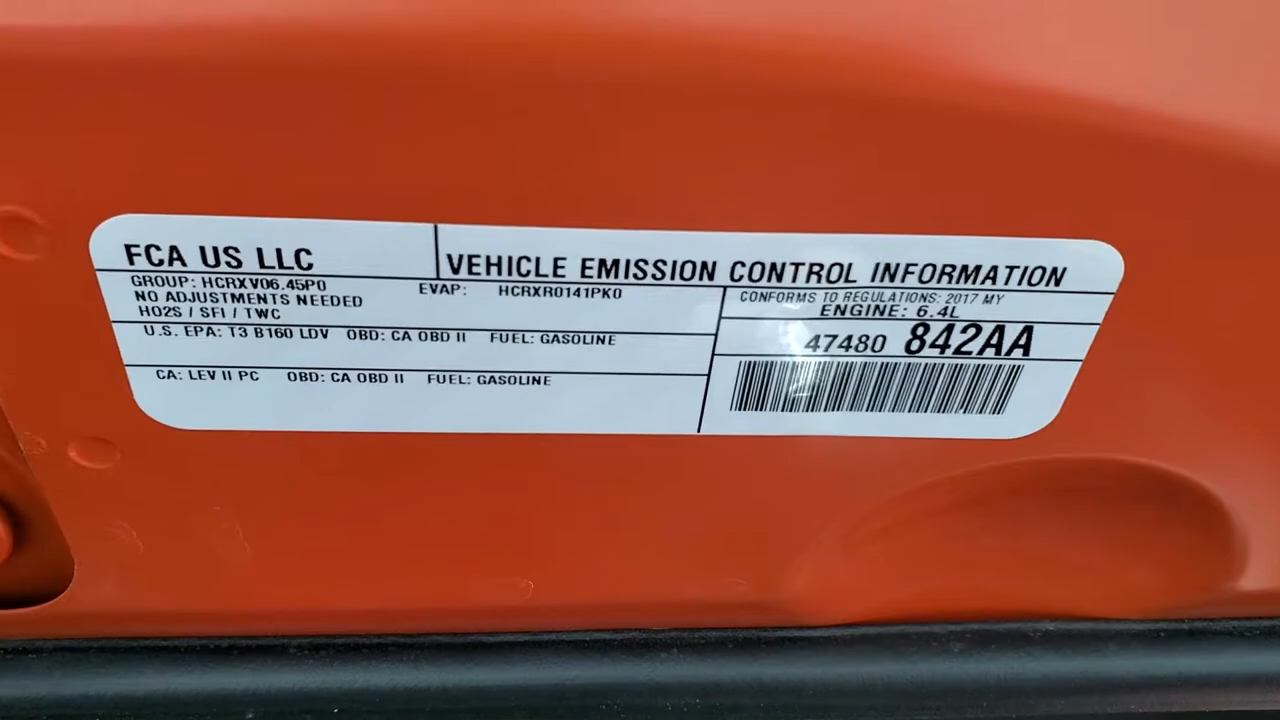 FCA US LLC
VEHICLE EMISSION CONTROL INFORMATION
GROUP: HCRXV06.45P0
EVAP: HCRXR0141PK0
NO ADJUSTMENTS NEEDED
HO2S / SFI / TWC
CONFORMS TO REGULATIONS: 2017 MY
ENGINE: 6.4L
U.S. EPA: T3 B160 LDV OBD: CA OBD II FUEL: GASOLINE
47480 842AA
CA: LEV II PC OBD: CA OBD II FUEL: GASOLINE